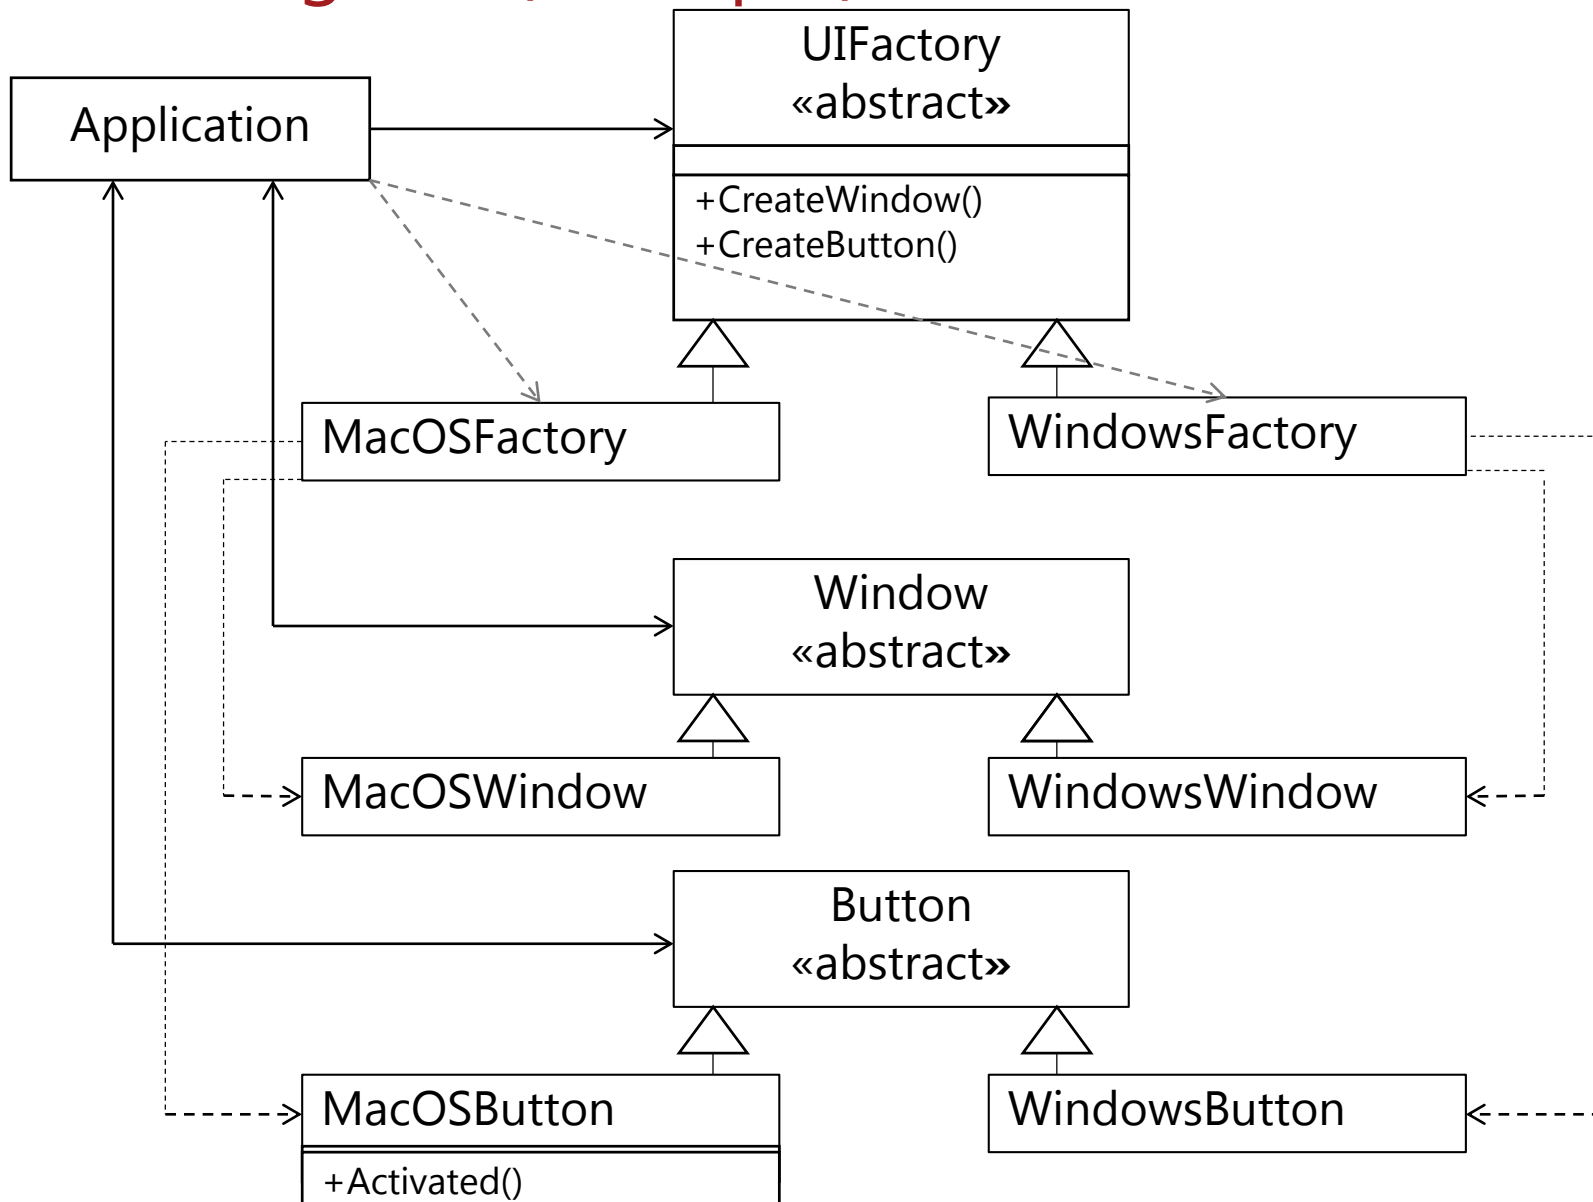 UIFactory
«abstract»
Application
+CreateWindow()
+CreateButton()
MacOSFactory
WindowsFactory
Window
«abstract»
MacOSWindow
WindowsWindow
Button
«abstract»
MacOSButton
WindowsButton
+Activated()